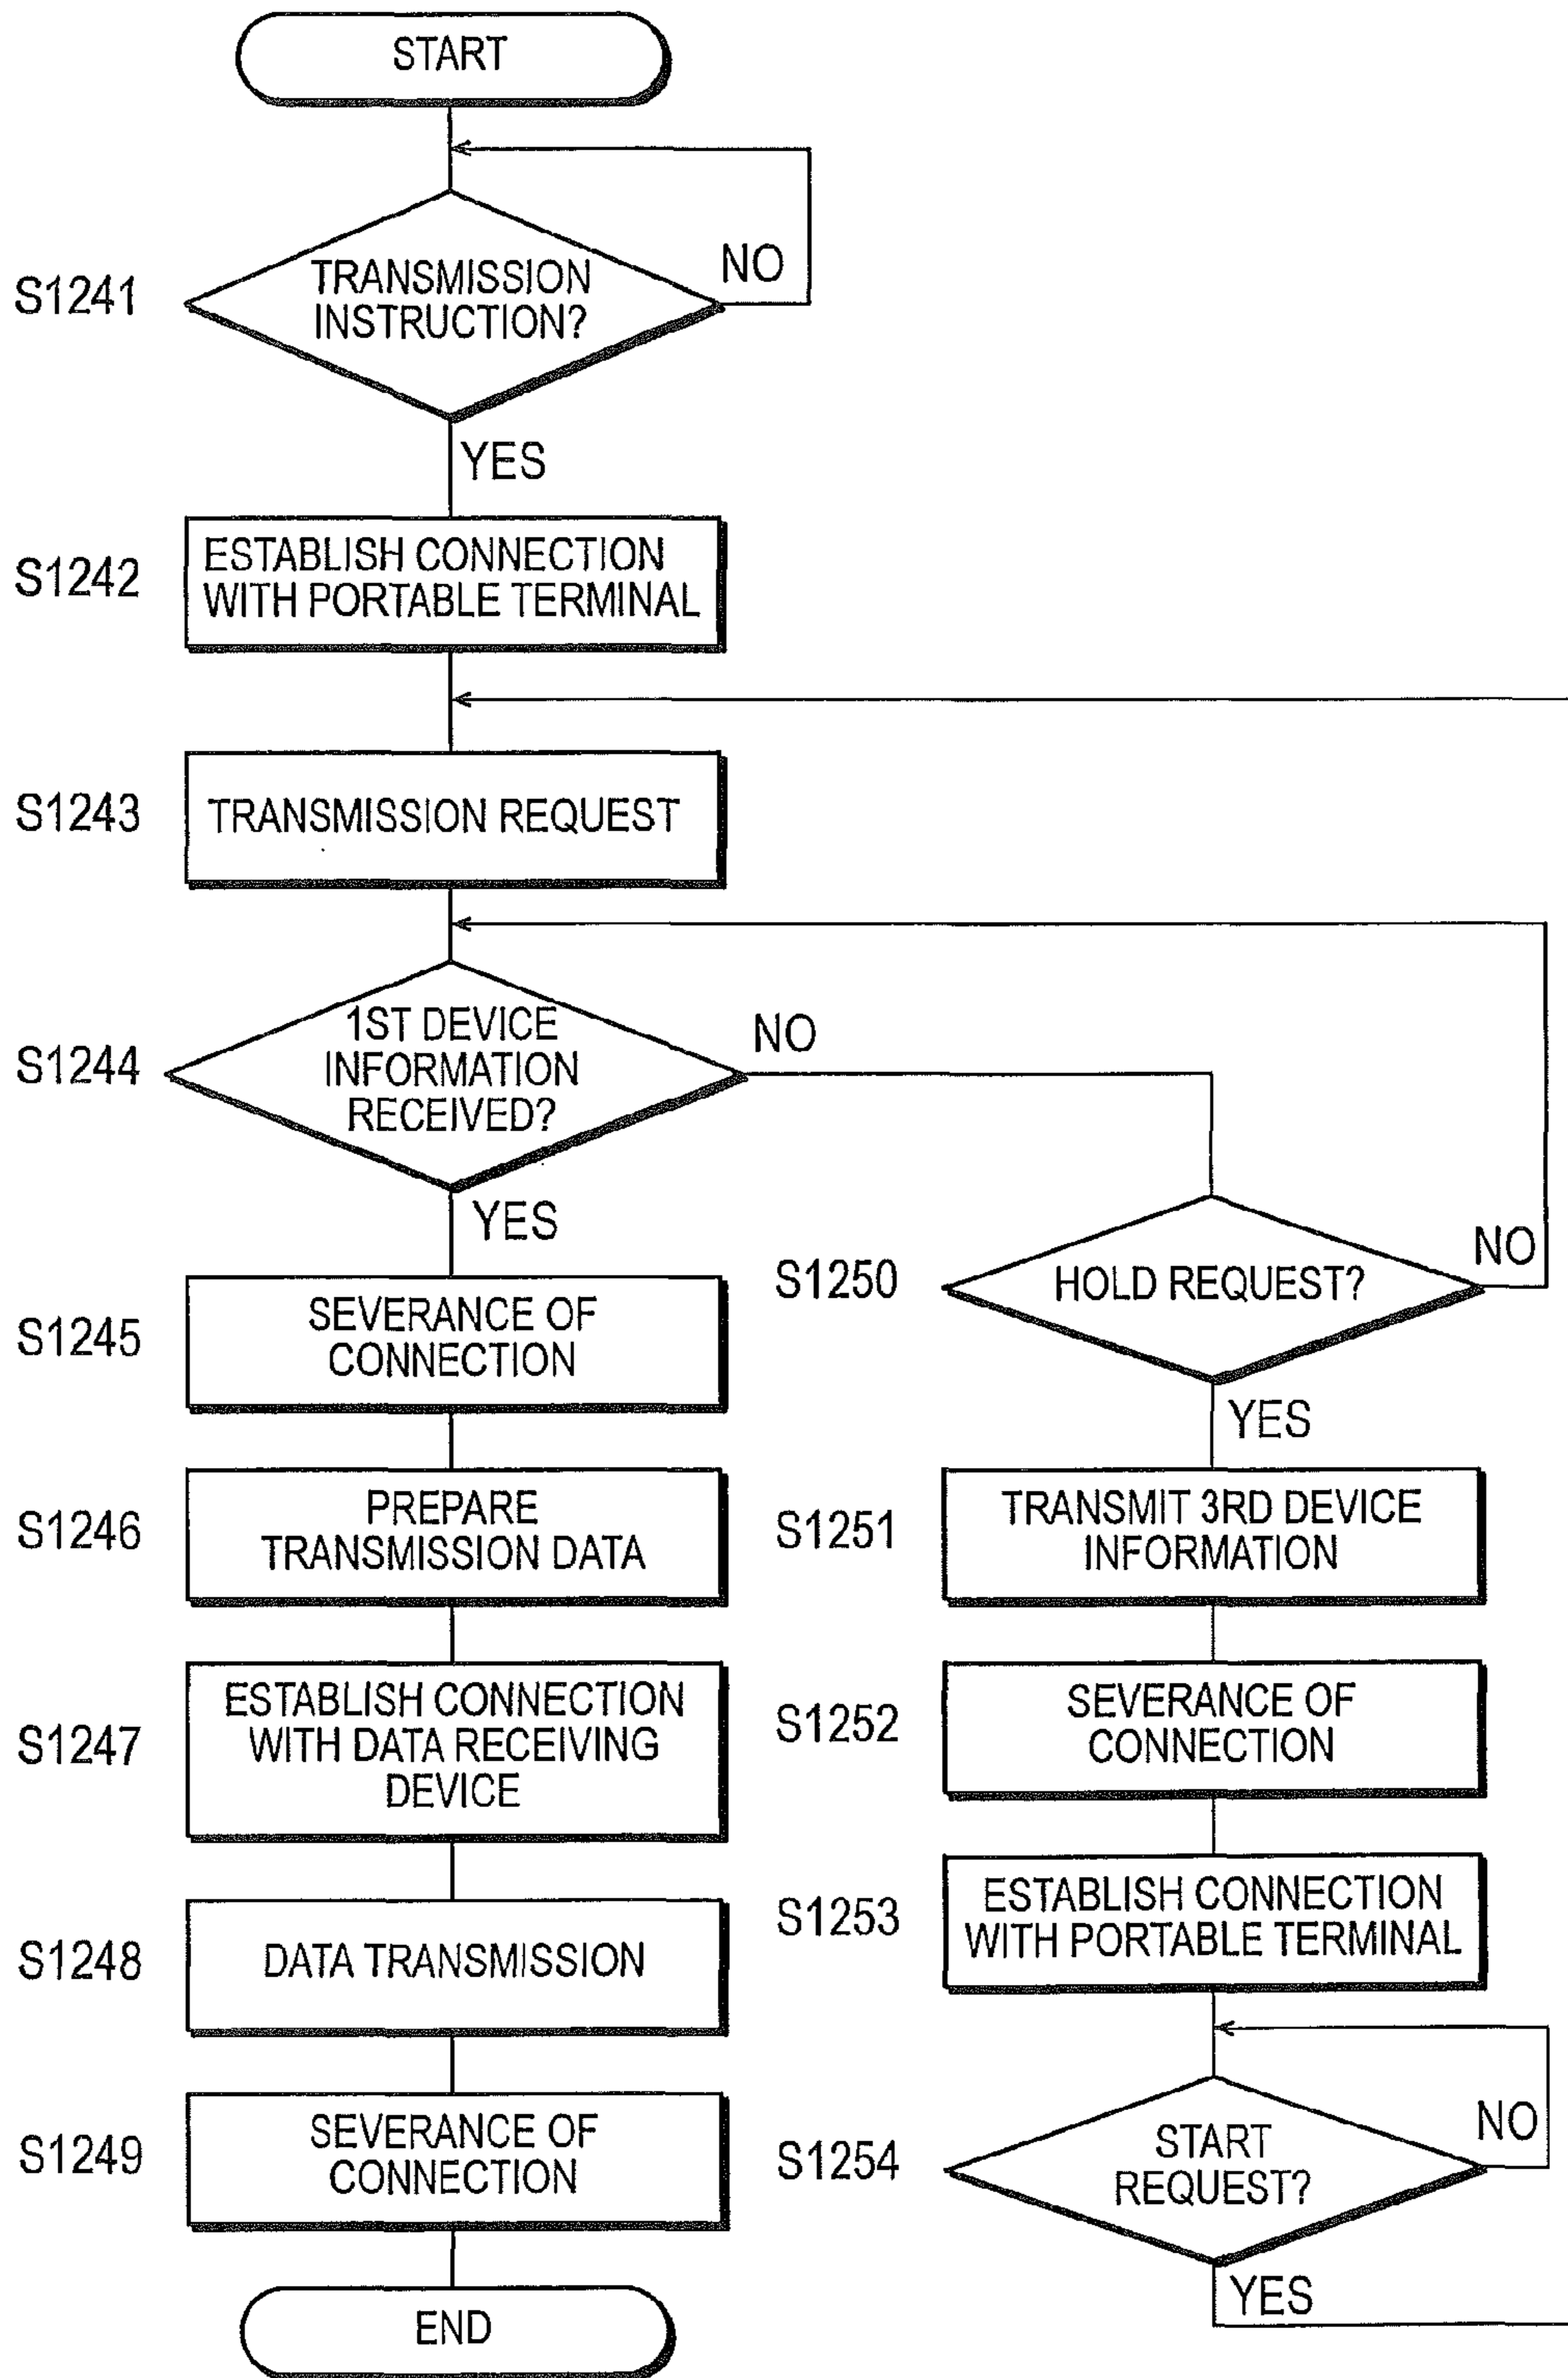 START
S1241
TRANSMISSION
INSTRUCTION?
NO
YES
S1242
ESTABLISH CONNECTION
WITH PORTABLE TERMINAL
S1243
TRANSMISSION REQUEST
S1244
1ST DEVICE
INFORMATION
RECEIVED?
NO
YES
S1245
SEVERANCE OF
CONNECTION
S1246
PREPARE
TRANSMISSION DATA
S1247
ESTABLISH CONNECTION
WITH DATA RECEIVING
DEVICE
S1248
DATA TRANSMISSION
S1249
SEVERANCE OF
CONNECTION
END
S1250
HOLD REQUEST?
NO
YES
S1251
TRANSMIT 3RD DEVICE
INFORMATION
S1252
SEVERANCE OF
CONNECTION
S1253
ESTABLISH CONNECTION
WITH PORTABLE TERMINAL
S1254
START
REQUEST?
NO
YES